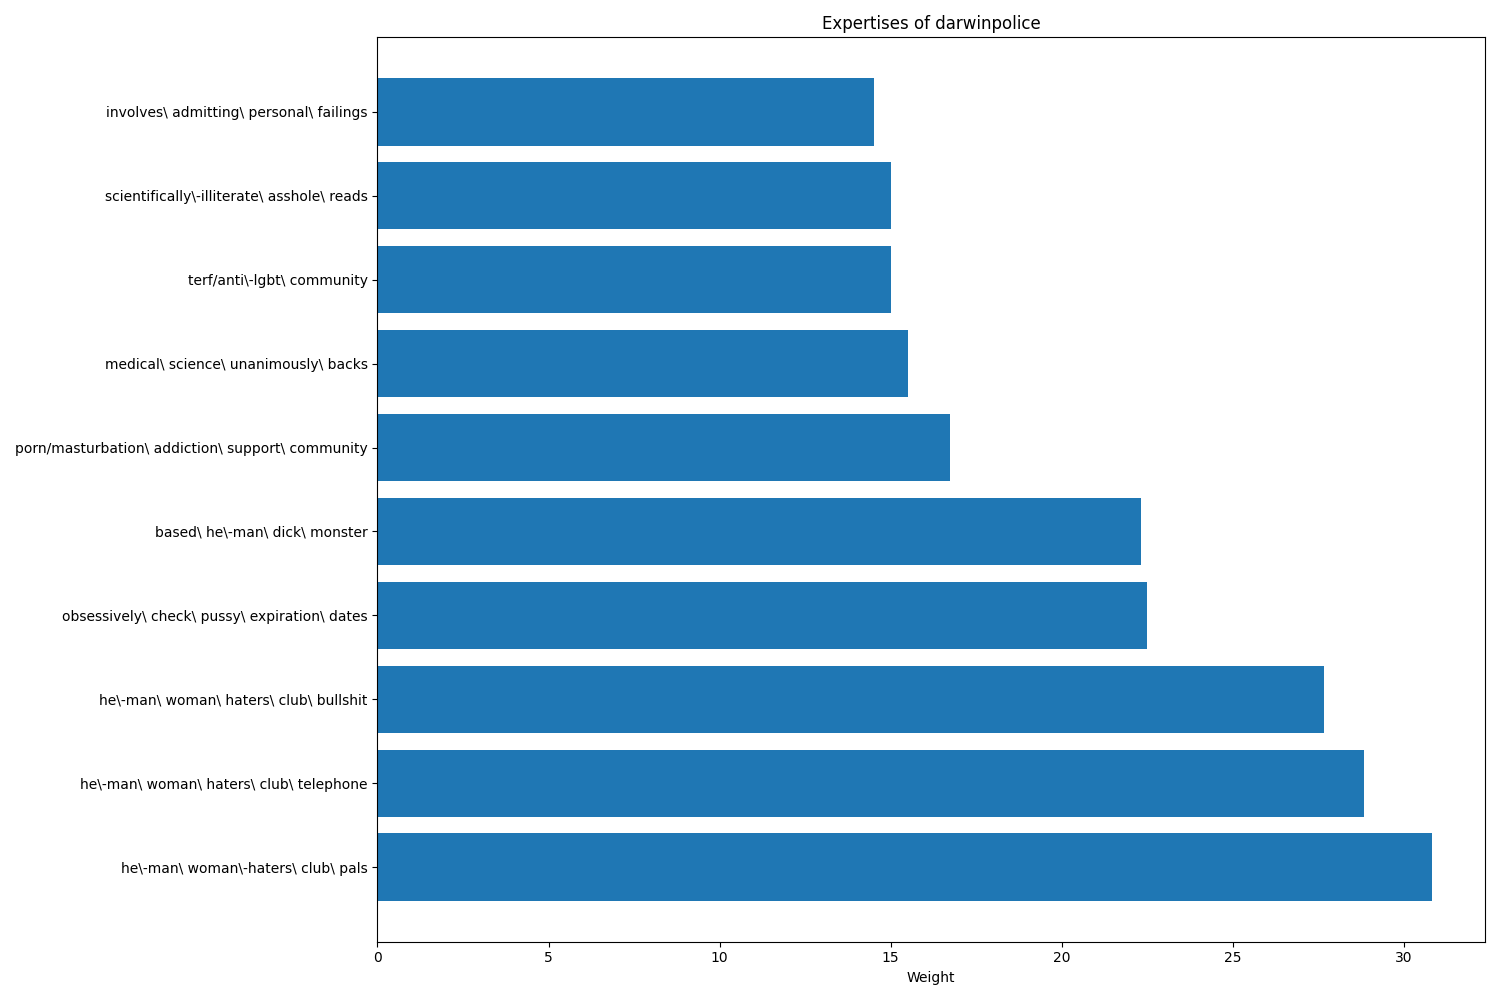 Expertises of darwinpolice
involves\ admitting\ personal\ failings
scientifically\-illiterate\ asshole\ reads
terf/anti\-lgbt\ community
medical\ science\ unanimously\ backs
porn/masturbation\ addiction\ support\ community
based\ he\-man\ dick\ monster
obsessively\ check\ pussy\ expiration\ dates
he\-man\ woman\ haters\ club\ bullshit
he\-man\ woman\ haters\ club\ telephone
he\-man\ woman\-haters\ club\ pals
0 5 10 15 20 25 30
Weight